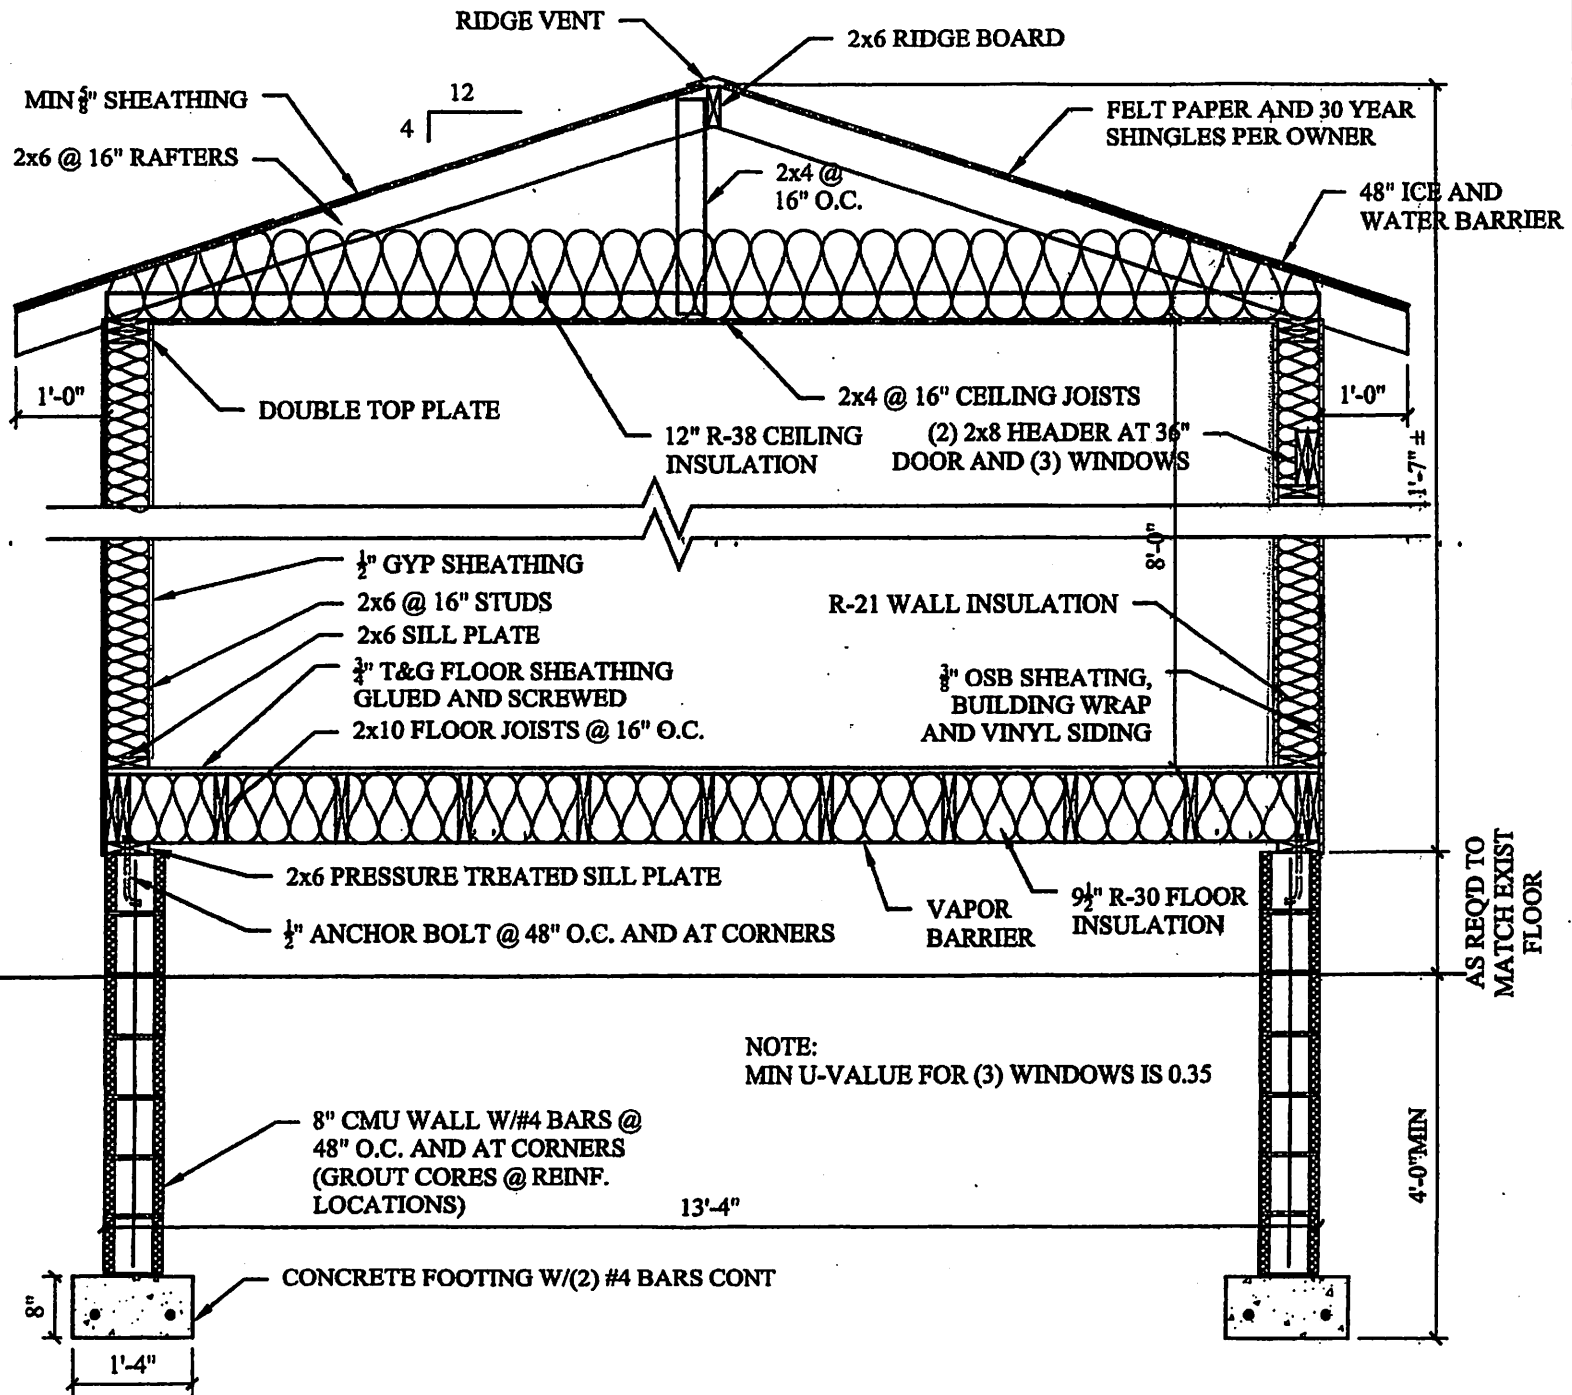 RIDGE VENT
2x6 RIDGE BOARD
MIN 5/8" SHEATHING
12
4
FELT PAPER AND 30 YEAR
SHINGLES PER OWNER
2x6 @ 16" RAFTERS
2x4 @
16" O.C.
48" ICE AND
WATER BARRIER
1'-0"
DOUBLE TOP PLATE
2x4 @ 16" CEILING JOISTS
1'-0"
12" R-38 CEILING
INSULATION
(2) 2x8 HEADER AT 36"
DOOR AND (3) WINDOWS
1'-7" ±
8'-0"
1/2" GYP SHEATHING
2x6 @ 16" STUDS
2x6 SILL PLATE
3/4" T&G FLOOR SHEATHING
GLUED AND SCREWED
2x10 FLOOR JOISTS @ 16" O.C.
R-21 WALL INSULATION
3/8" OSB SHEATING,
BUILDING WRAP
AND VINYL SIDING
2x6 PRESSURE TREATED SILL PLATE
1/2" ANCHOR BOLT @ 48" O.C. AND AT CORNERS
VAPOR
BARRIER
9 1/2" R-30 FLOOR
INSULATION
AS REQ'D TO
MATCH EXIST
FLOOR
NOTE:
MIN U-VALUE FOR (3) WINDOWS IS 0.35
8" CMU WALL W/#4 BARS @
48" O.C. AND AT CORNERS
(GROUT CORES @ REINF.
LOCATIONS)
13'-4"
4'-0"MIN
CONCRETE FOOTING W/(2) #4 BARS CONT
8"
1'-4"